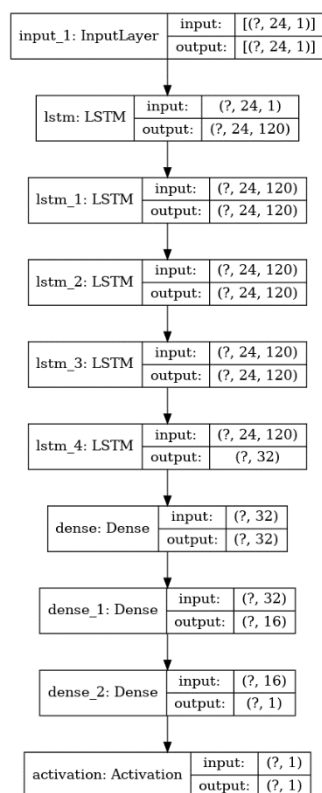 input_1: InputLayer input: [(?, 24, 1)]
output: [(?, 24, 1)]
lstm: LSTM input: (?, 24, 1)
output: (?, 24, 120)
lstm_1: LSTM input: (?, 24, 120)
output: (?, 24, 120)
lstm_2: LSTM input: (?, 24, 120)
output: (?, 24, 120)
lstm_3: LSTM input: (?, 24, 120)
output: (?, 24, 120)
lstm_4: LSTM input: (?, 24, 120)
output: (?, 32)
dense: Dense input: (?, 32)
output: (?, 32)
dense_1: Dense input: (?, 32)
output: (?, 16)
dense_2: Dense input: (?, 16)
output: (?, 1)
activation: Activation input: (?, 1)
output: (?, 1)